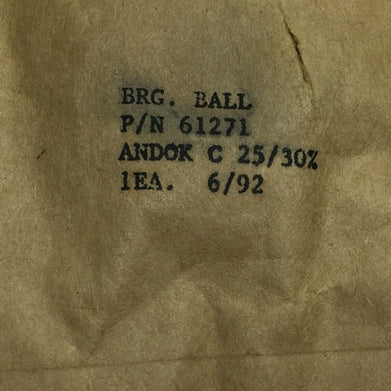 BRG. BALL
P/N 61271
ANDOK C 25/30%
1EA. 6/92